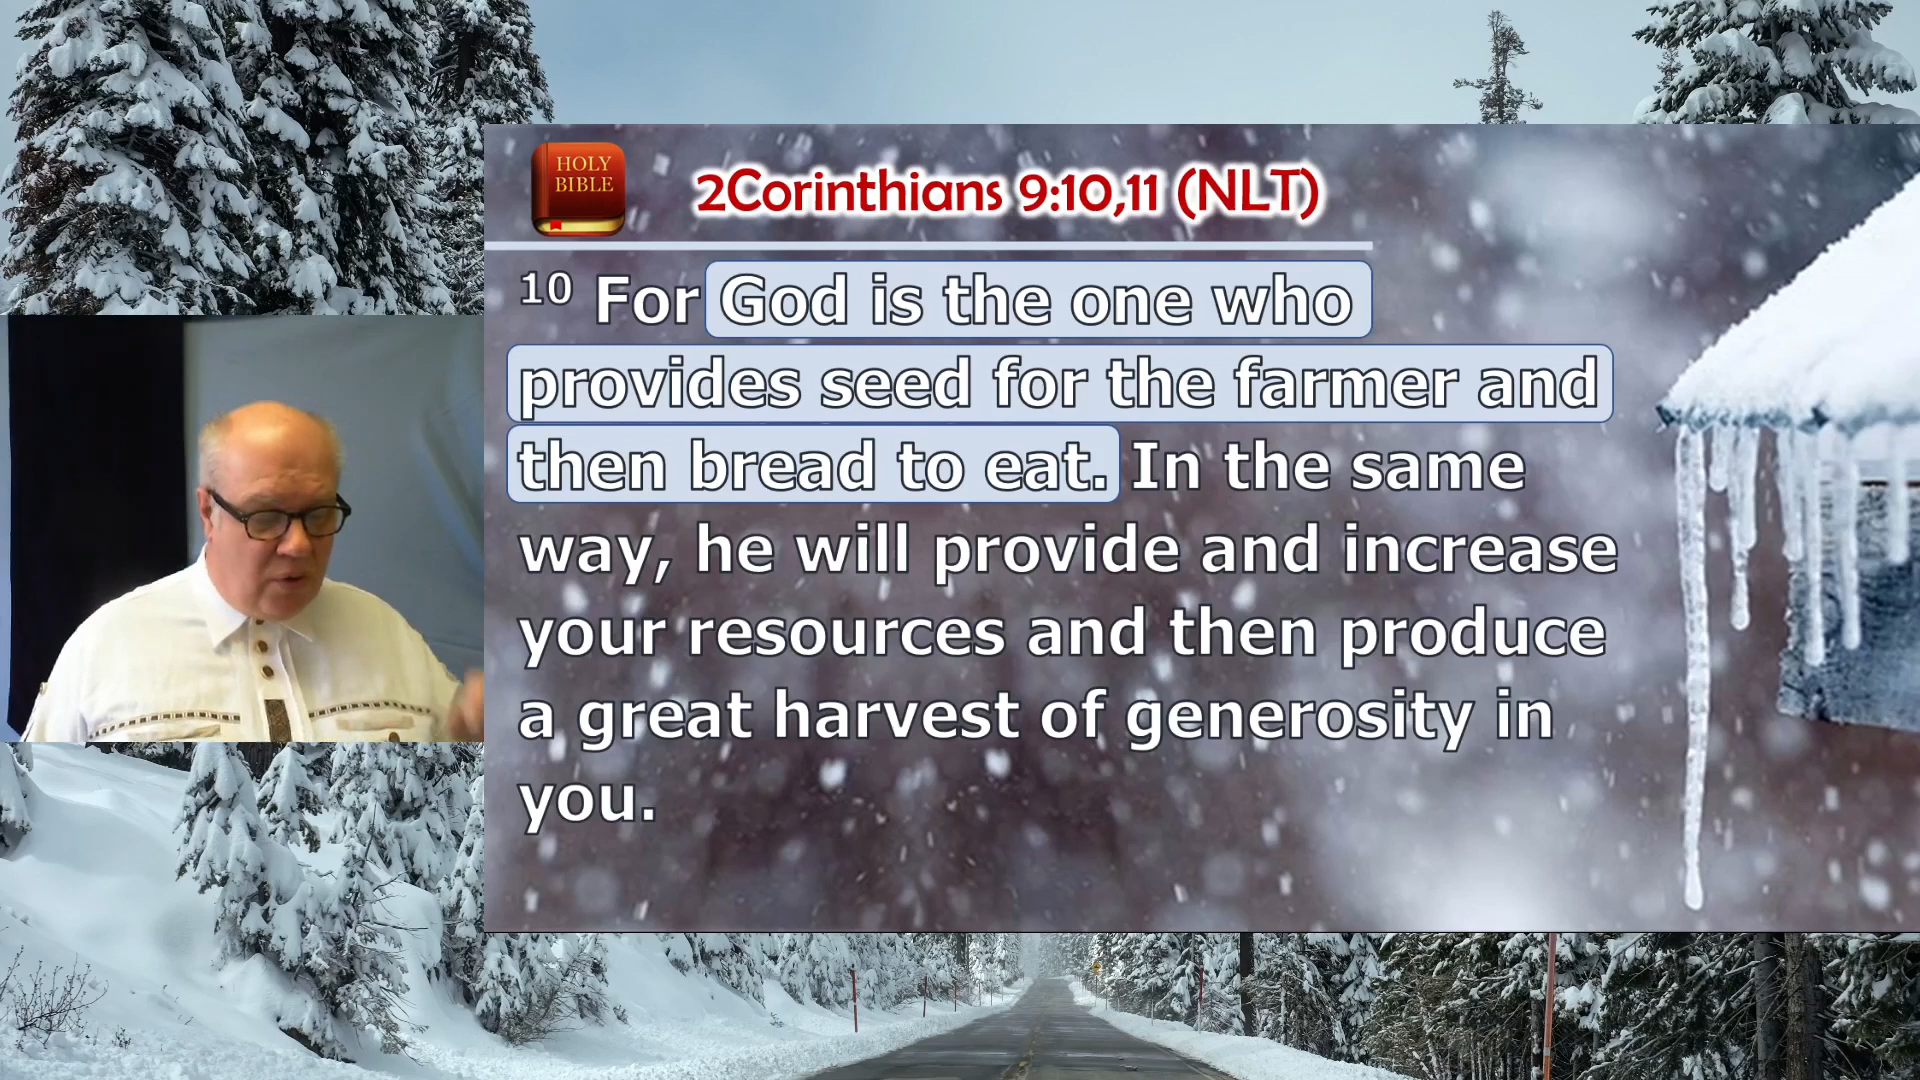 HOLY
BIBLE
2Corinthians 9:10,11 (NLT)
10 For God is the one who
provides seed for the farmer and
then bread to eat. In the same
way, he will provide and increase
your resources and then produce
a great harvest of generosity in
you.